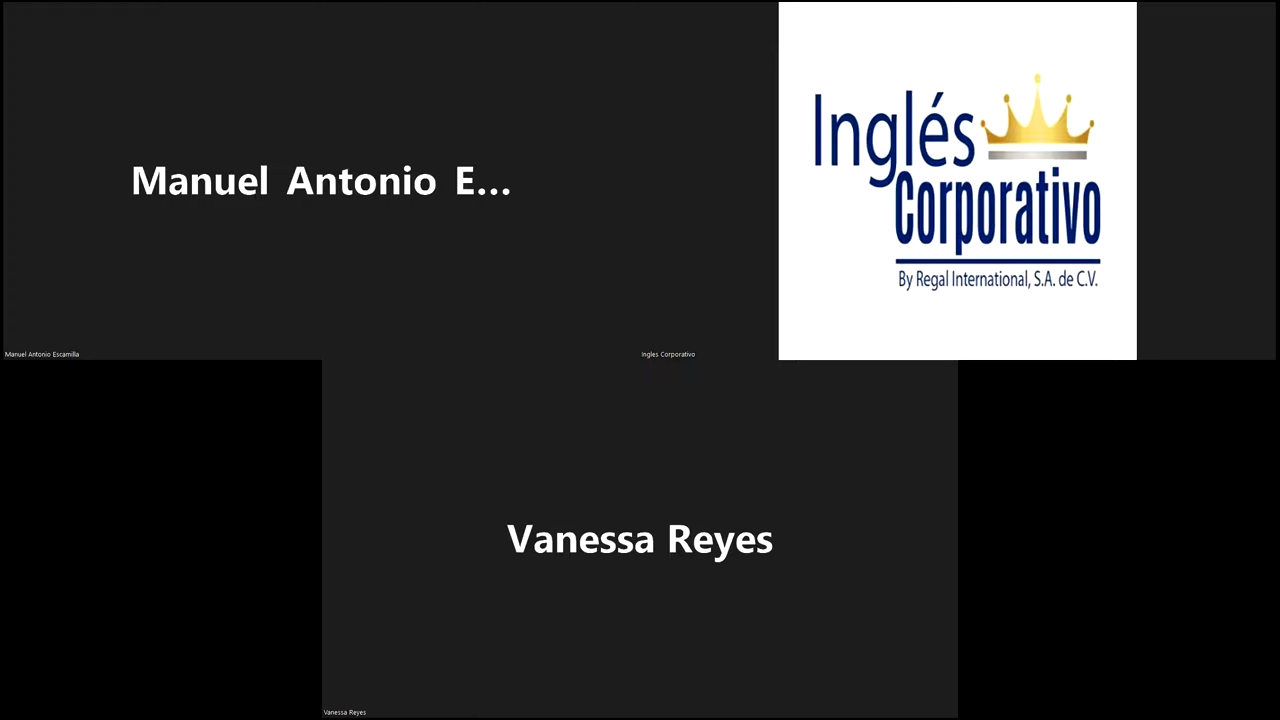 Manuel Antonio E...
Manuel Antonio Escamilla
Inglés
Corporativo
By Regal International, S.A. de C.V.
Ingles Corporativo
Vanessa Reyes
Vanessa Reyes